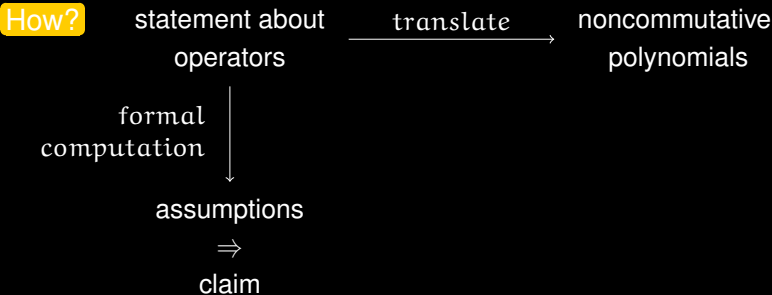 How?
statement about
operators
translate
noncommutative
polynomials
formal
computation
assumptions
⇒
claim